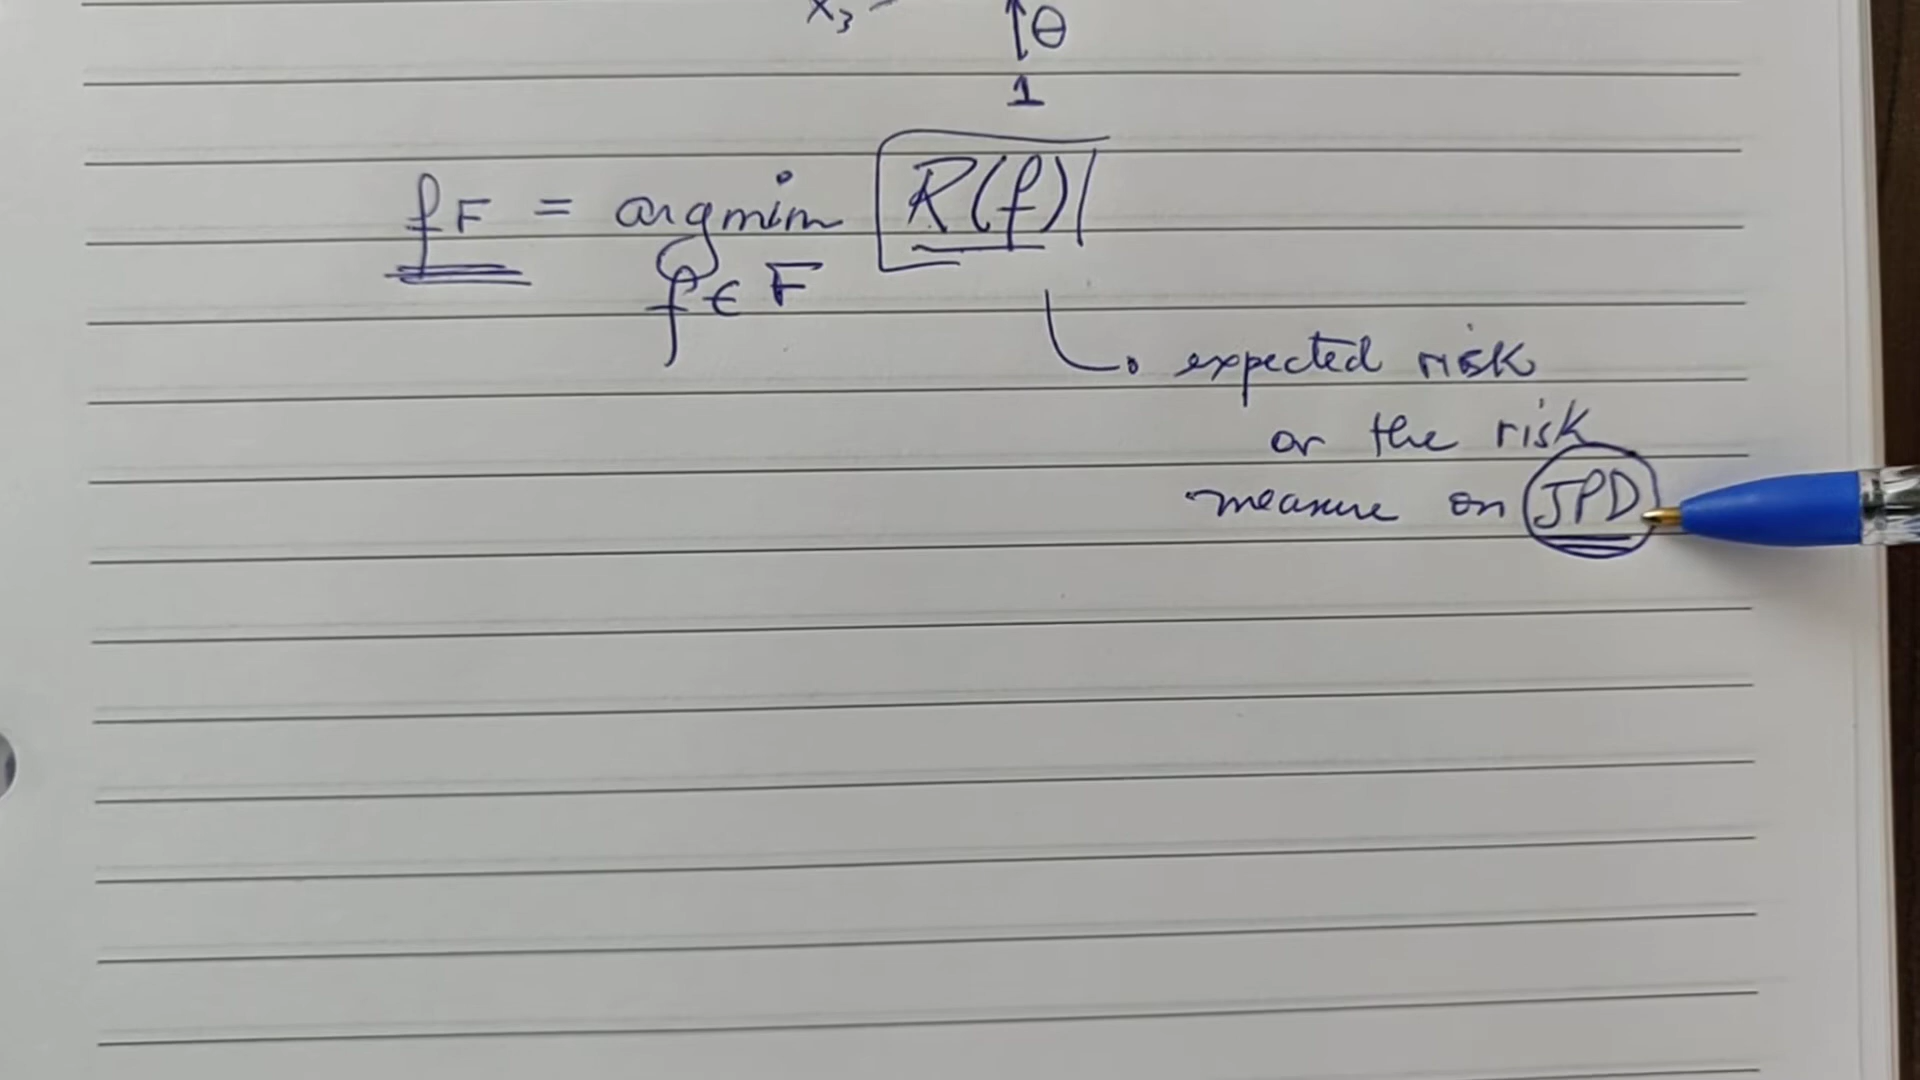 x₃
θ
1
f_F = argmin R(f)
f ∈ F
expected risk
or the risk
measure on JPD